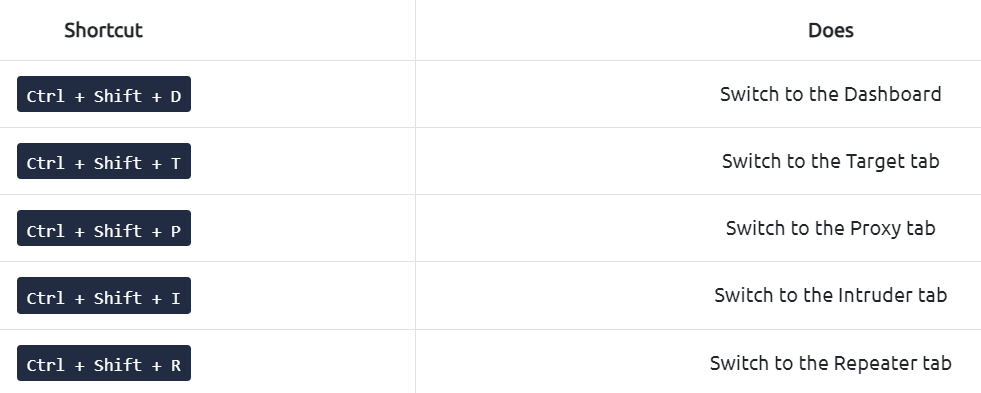 Shortcut Does
Ctrl + Shift + D Switch to the Dashboard
Ctrl + Shift + T Switch to the Target tab
Ctrl + Shift + P Switch to the Proxy tab
Ctrl + Shift + I Switch to the Intruder tab
Ctrl + Shift + R Switch to the Repeater tab